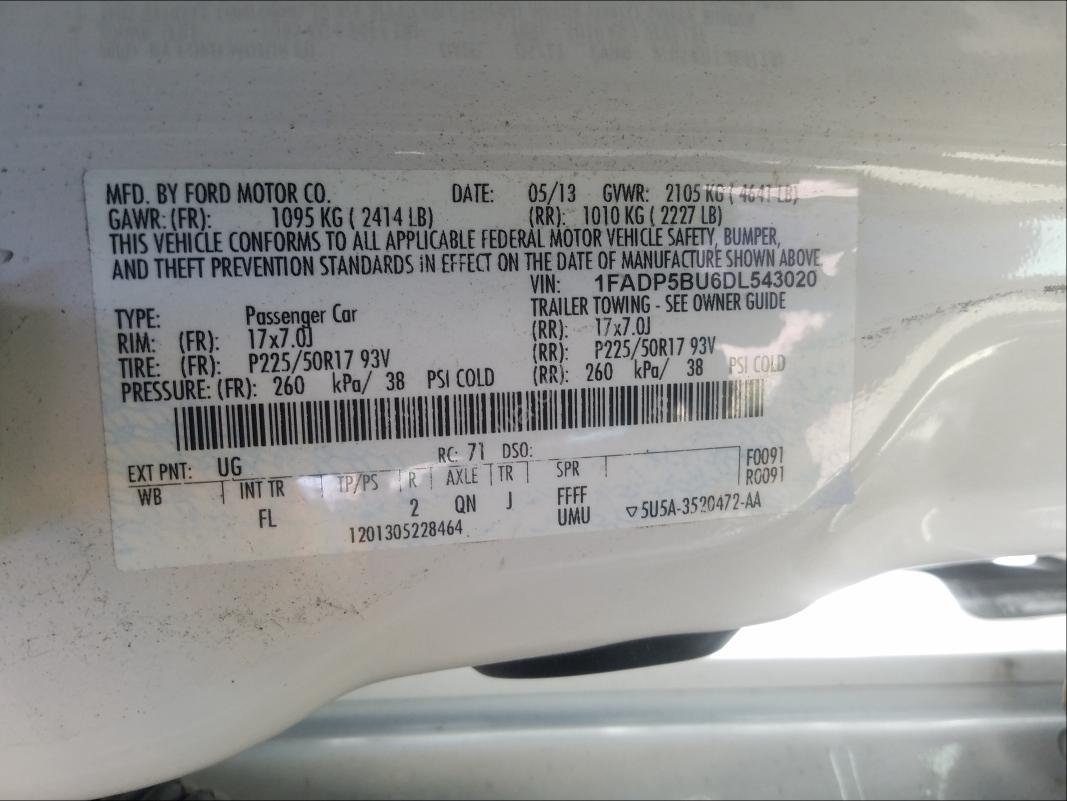 MFD. BY FORD MOTOR CO. DATE: 05/13 GVWR: 2105 KG ( 4641 LB)
GAWR: (FR): 1095 KG ( 2414 LB) (RR): 1010 KG ( 2227 LB)
THIS VEHICLE CONFORMS TO ALL APPLICABLE FEDERAL MOTOR VEHICLE SAFETY, BUMPER,
AND THEFT PREVENTION STANDARDS IN EFFECT ON THE DATE OF MANUFACTURE SHOWN ABOVE.
VIN: 1FADP5BU6DL543020
TYPE: Passenger Car TRAILER TOWING - SEE OWNER GUIDE
RIM: (FR): 17x7.0J (RR): 17x7.0J
TIRE: (FR): P225/50R17 93V (RR): P225/50R17 93V
PRESSURE: (FR): 260 kPa/ 38 PSI COLD (RR): 260 kPa/ 38 PSI COLD
EXT PNT: UG RC: 71 DSO: F0091
WB INT TR TP/PS R AXLE TR SPR R0091
FL 2 QN J FFFF
UMU ▽5U5A-3520472-AA
1201305228464